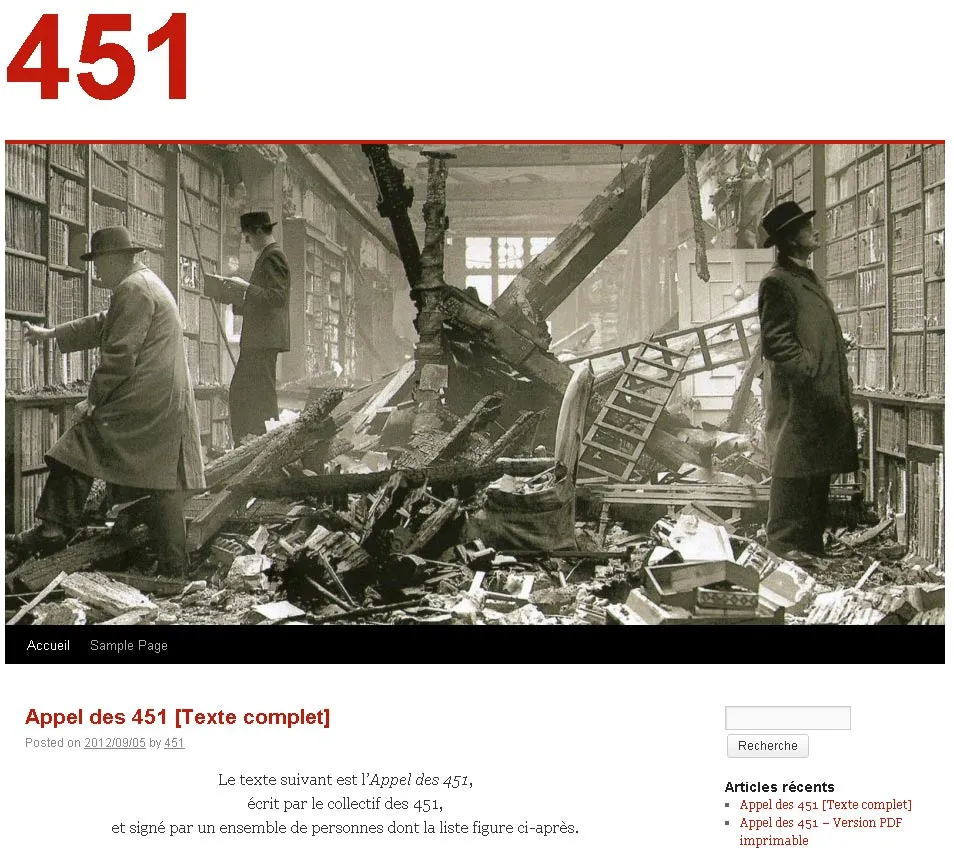 451
Accueil Sample Page
Appel des 451 [Texte complet]
Posted on 2012/09/05 by 451
Le texte suivant est l'Appel des 451,
écrit par le collectif des 451,
et signé par un ensemble de personnes dont la liste figure ci-après.
Recherche
Articles récents
Appel des 451 [Texte complet]
Appel des 451 – Version PDF
imprimable